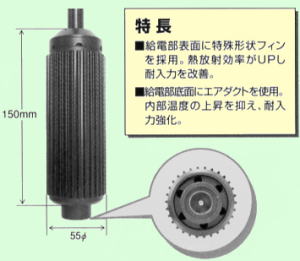 特長
■給電部表面に特殊形状フィン
を採用。熱放射効率がUPし
耐入力を改善。
■給電部底面にエアダクトを使用。
内部温度の上昇を抑え、耐入
力強化。
150mm
55φ